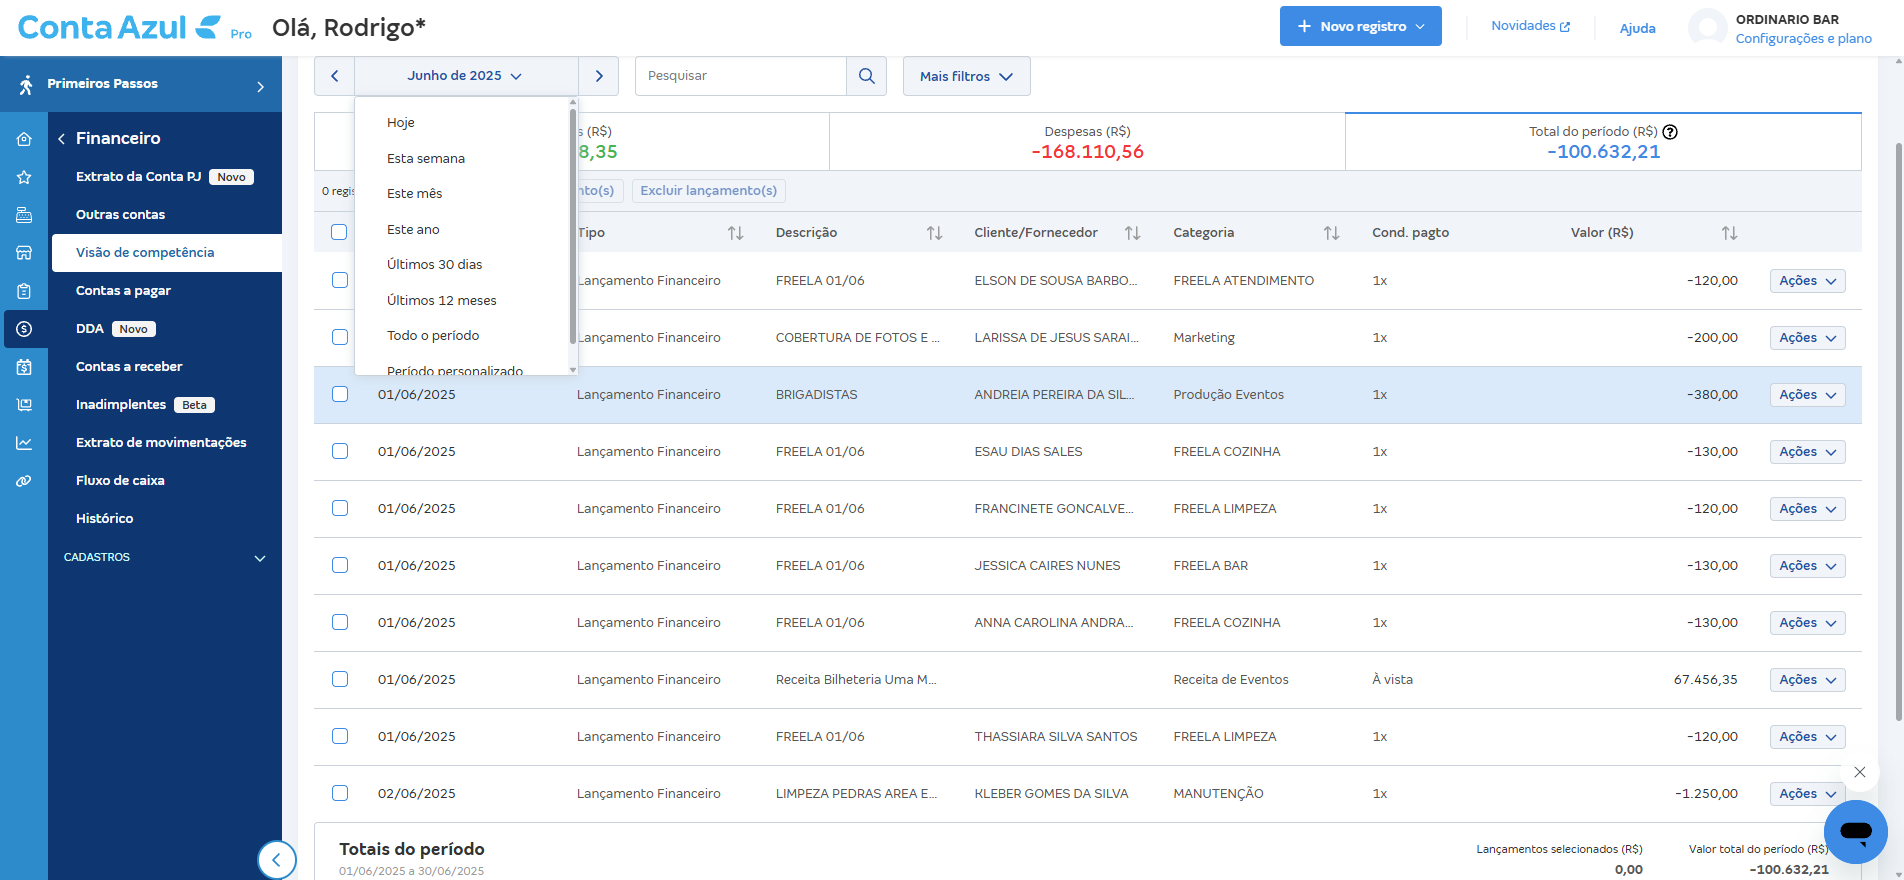 Conta Azul Pro
Olá, Rodrigo*
Novo registro
Novidades
Ajuda
ORDINARIO BAR
Configurações e plano
Primeiros Passos
Financeiro
Extrato da Conta PJ Novo
Outras contas
Visão de competência
Contas a pagar
DDA Novo
Contas a receber
Inadimplentes Beta
Extrato de movimentações
Fluxo de caixa
Histórico
CADASTROS
Junho de 2025
Pesquisar
Mais filtros
Hoje
Esta semana
Este mês
Este ano
Últimos 30 dias
Últimos 12 meses
Todo o período
Período personalizado
s (R$)
8,35
Despesas (R$)
-168.110,56
Total do período (R$)
-100.632,21
0 regis
nto(s)
Excluir lançamento(s)
Tipo Descrição Cliente/Fornecedor Categoria Cond. pagto Valor (R$)
Lançamento Financeiro FREELA 01/06 ELSON DE SOUSA BARBO... FREELA ATENDIMENTO 1x -120,00 Ações
Lançamento Financeiro COBERTURA DE FOTOS E ... LARISSA DE JESUS SARAI... Marketing 1x -200,00 Ações
01/06/2025 Lançamento Financeiro BRIGADISTAS ANDREIA PEREIRA DA SIL... Produção Eventos 1x -380,00 Ações
01/06/2025 Lançamento Financeiro FREELA 01/06 ESAU DIAS SALES FREELA COZINHA 1x -130,00 Ações
01/06/2025 Lançamento Financeiro FREELA 01/06 FRANCINETE GONCALVE... FREELA LIMPEZA 1x -120,00 Ações
01/06/2025 Lançamento Financeiro FREELA 01/06 JESSICA CAIRES NUNES FREELA BAR 1x -130,00 Ações
01/06/2025 Lançamento Financeiro FREELA 01/06 ANNA CAROLINA ANDRA... FREELA COZINHA 1x -130,00 Ações
01/06/2025 Lançamento Financeiro Receita Bilheteria Uma M... Receita de Eventos À vista 67.456,35 Ações
01/06/2025 Lançamento Financeiro FREELA 01/06 THASSIARA SILVA SANTOS FREELA LIMPEZA 1x -120,00 Ações
02/06/2025 Lançamento Financeiro LIMPEZA PEDRAS AREA E... KLEBER GOMES DA SILVA MANUTENÇÃO 1x -1.250,00 Ações
Totais do período
01/06/2025 a 30/06/2025
Lançamentos selecionados (R$)
0,00
Valor total do período (R$)
-100.632,21